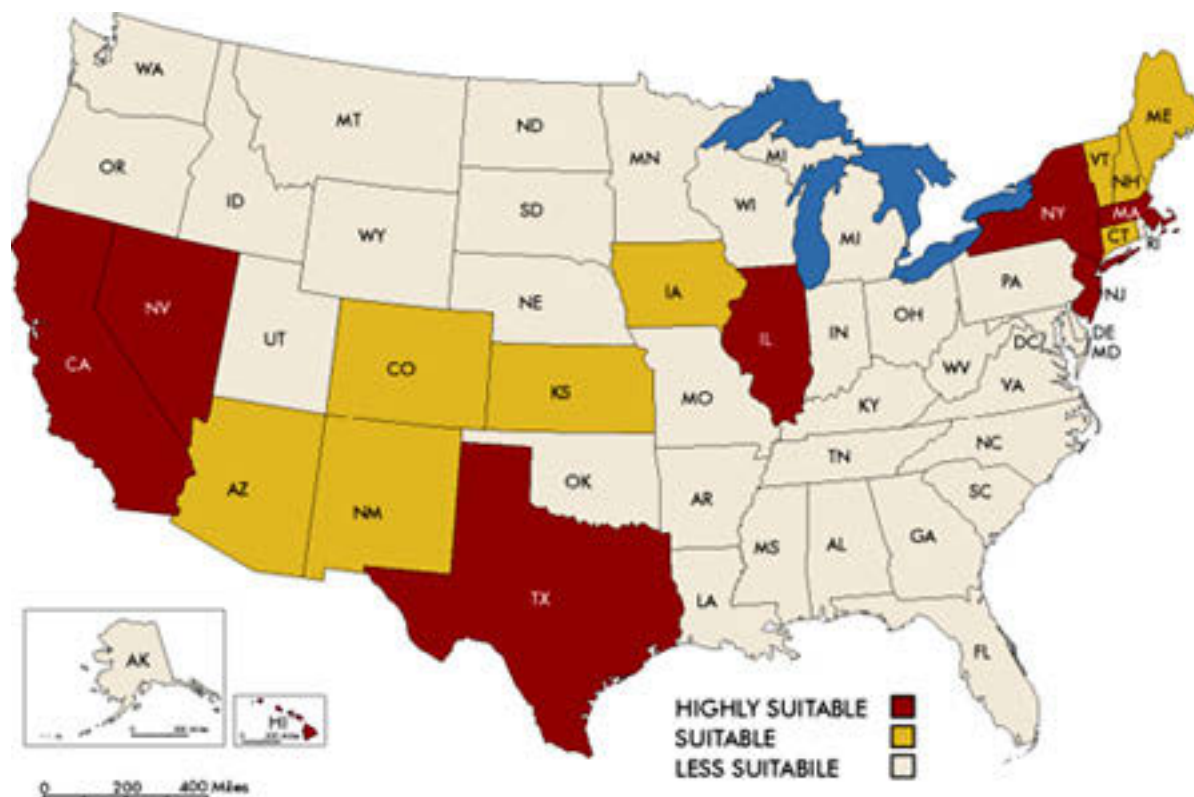 WA
MT
ND
MN
ME
OR
ID
SD
WI
MI
VT
NH
NY
MA
WY
MI
CT
RI
NV
NE
IA
PA
NJ
UT
IL
IN
OH
DE
CA
CO
KS
MO
WV
DC
MD
VA
KY
AZ
NM
OK
AR
TN
NC
SC
TX
MS
AL
GA
LA
FL
AK
HI
HIGHLY SUITABLE
SUITABLE
LESS SUITABILE
0 200 400 Miles